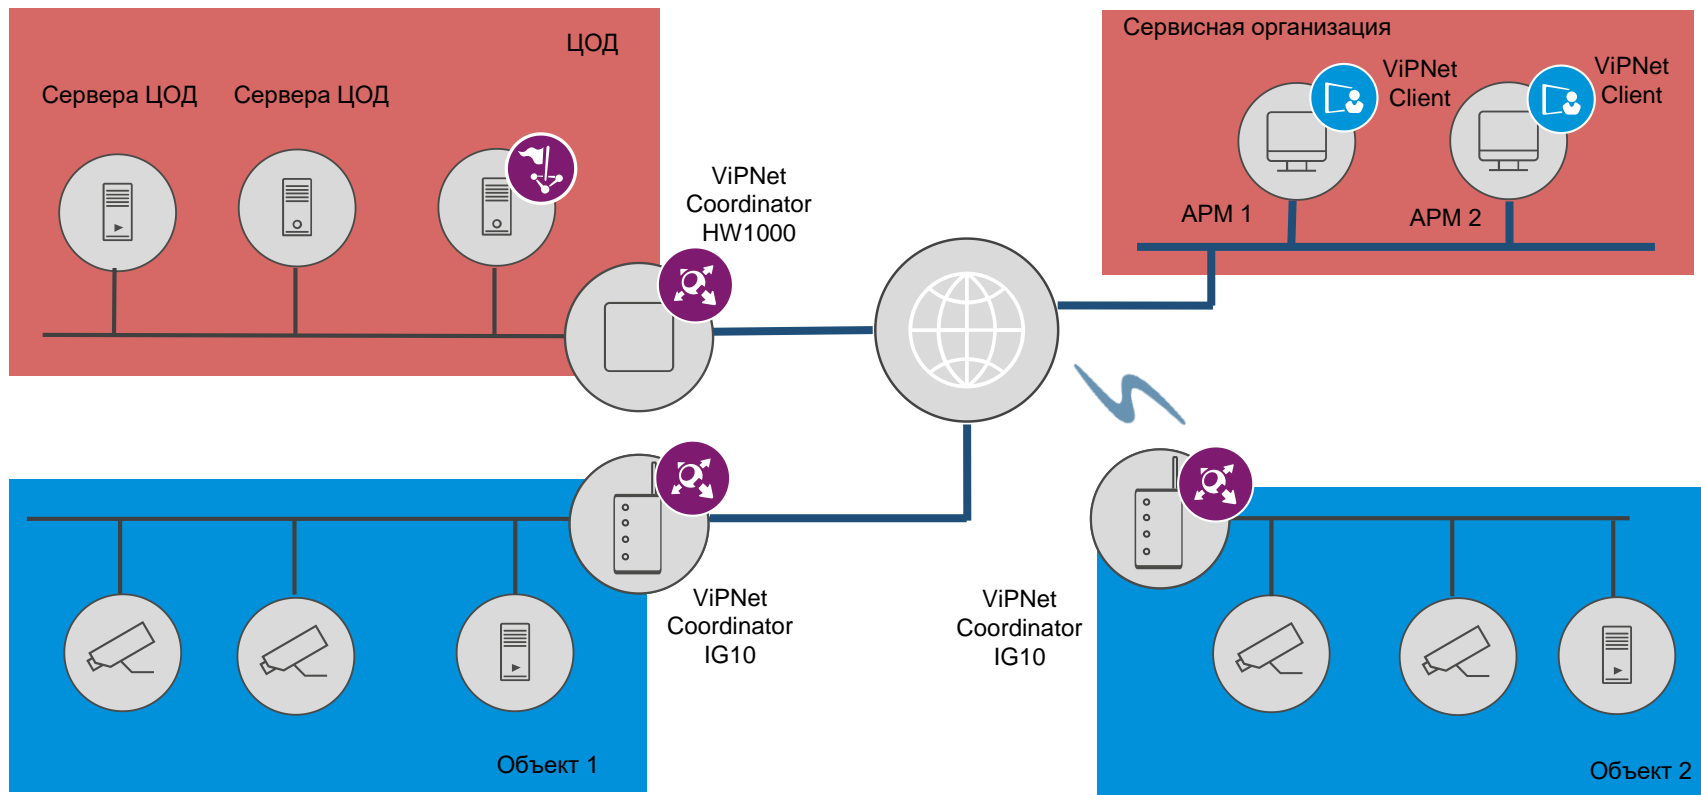 ЦОД
Сервера ЦОД
Сервера ЦОД
ViPNet
Coordinator
HW1000
Сервисная организация
ViPNet
Client
ViPNet
Client
АРМ 1
АРМ 2
ViPNet
Coordinator
IG10
Объект 1
ViPNet
Coordinator
IG10
Объект 2